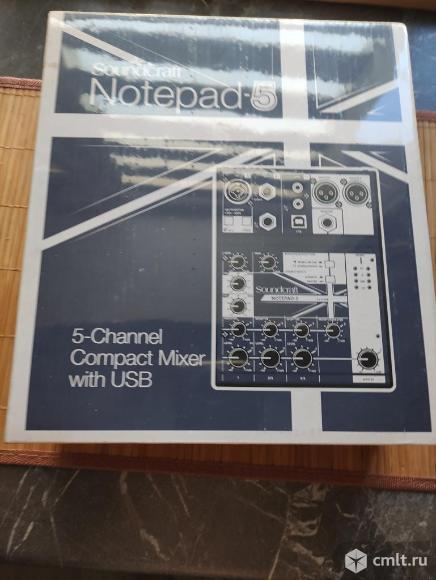 Soundcraft
Notepad-5
Soundcraft
NOTEPAD-5
5-Channel
Compact Mixer
with USB
cmlt.ru